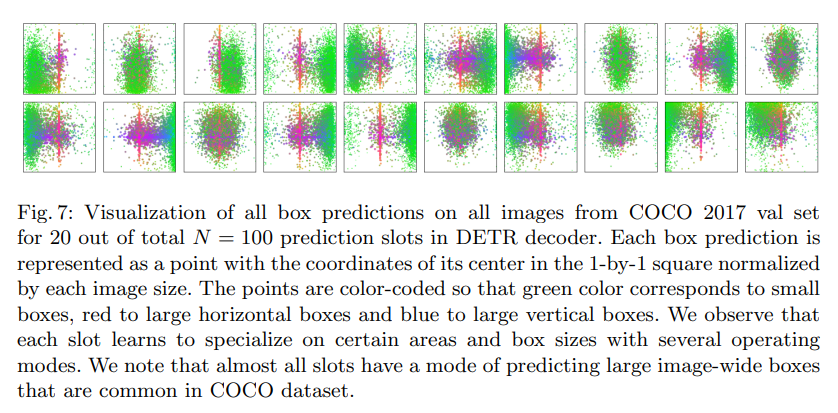 Fig. 7: Visualization of all box predictions on all images from COCO 2017 val set
for 20 out of total N = 100 prediction slots in DETR decoder. Each box prediction is
represented as a point with the coordinates of its center in the 1-by-1 square normalized
by each image size. The points are color-coded so that green color corresponds to small
boxes, red to large horizontal boxes and blue to large vertical boxes. We observe that
each slot learns to specialize on certain areas and box sizes with several operating
modes. We note that almost all slots have a mode of predicting large image-wide boxes
that are common in COCO dataset.